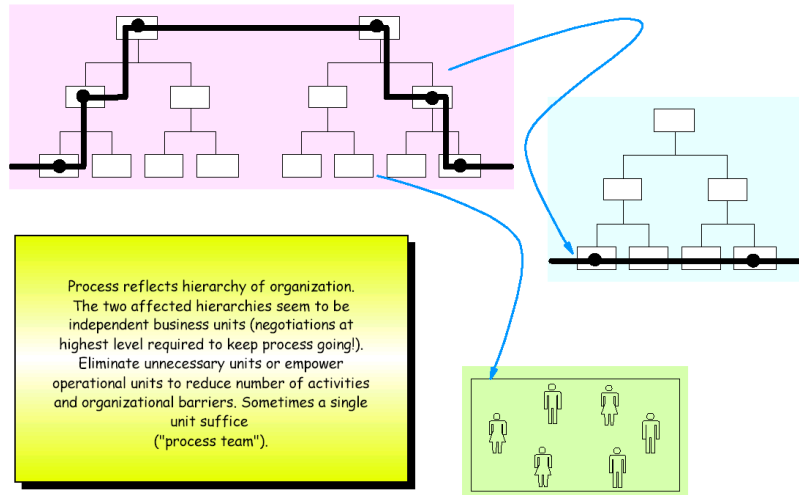 Process reflects hierarchy of organization.
The two affected hierarchies seem to be
independent business units (negotiations at
highest level required to keep process going!).
Eliminate unnecessary units or empower
operational units to reduce number of activities
and organizational barriers. Sometimes a single
unit suffice
("process team").